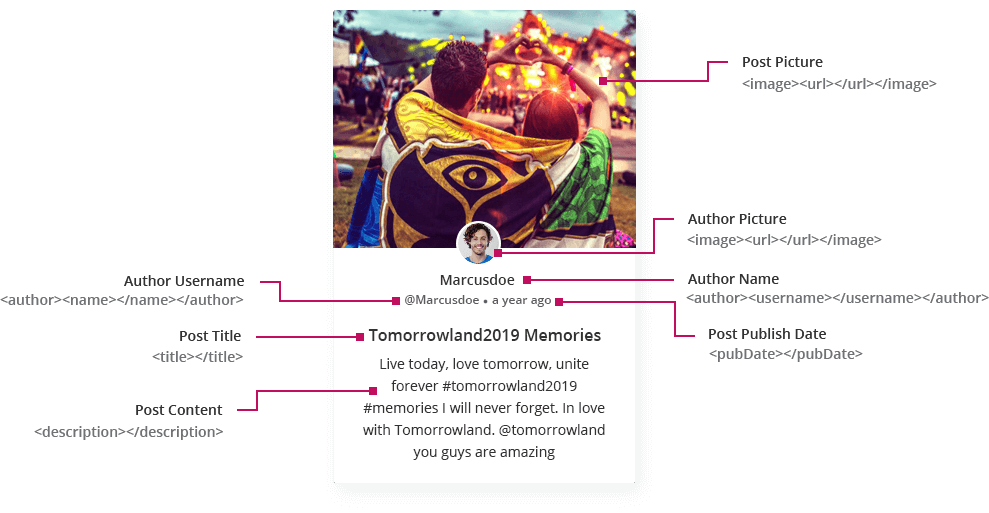 Post Picture
<image><url></url></image>
Author Picture
<image><url></url></image>
Author Username
<author><name></name></author>
Marcusdoe
Author Name
<author><username></username></author>
@Marcusdoe • a year ago
Post Title
<title></title>
Tomorrowland2019 Memories
Post Publish Date
<pubDate></pubDate>
Live today, love tomorrow, unite
forever #tomorrowland2019
#memories I will never forget. In love
with Tomorrowland. @tomorrowland
you guys are amazing
Post Content
<description></description>